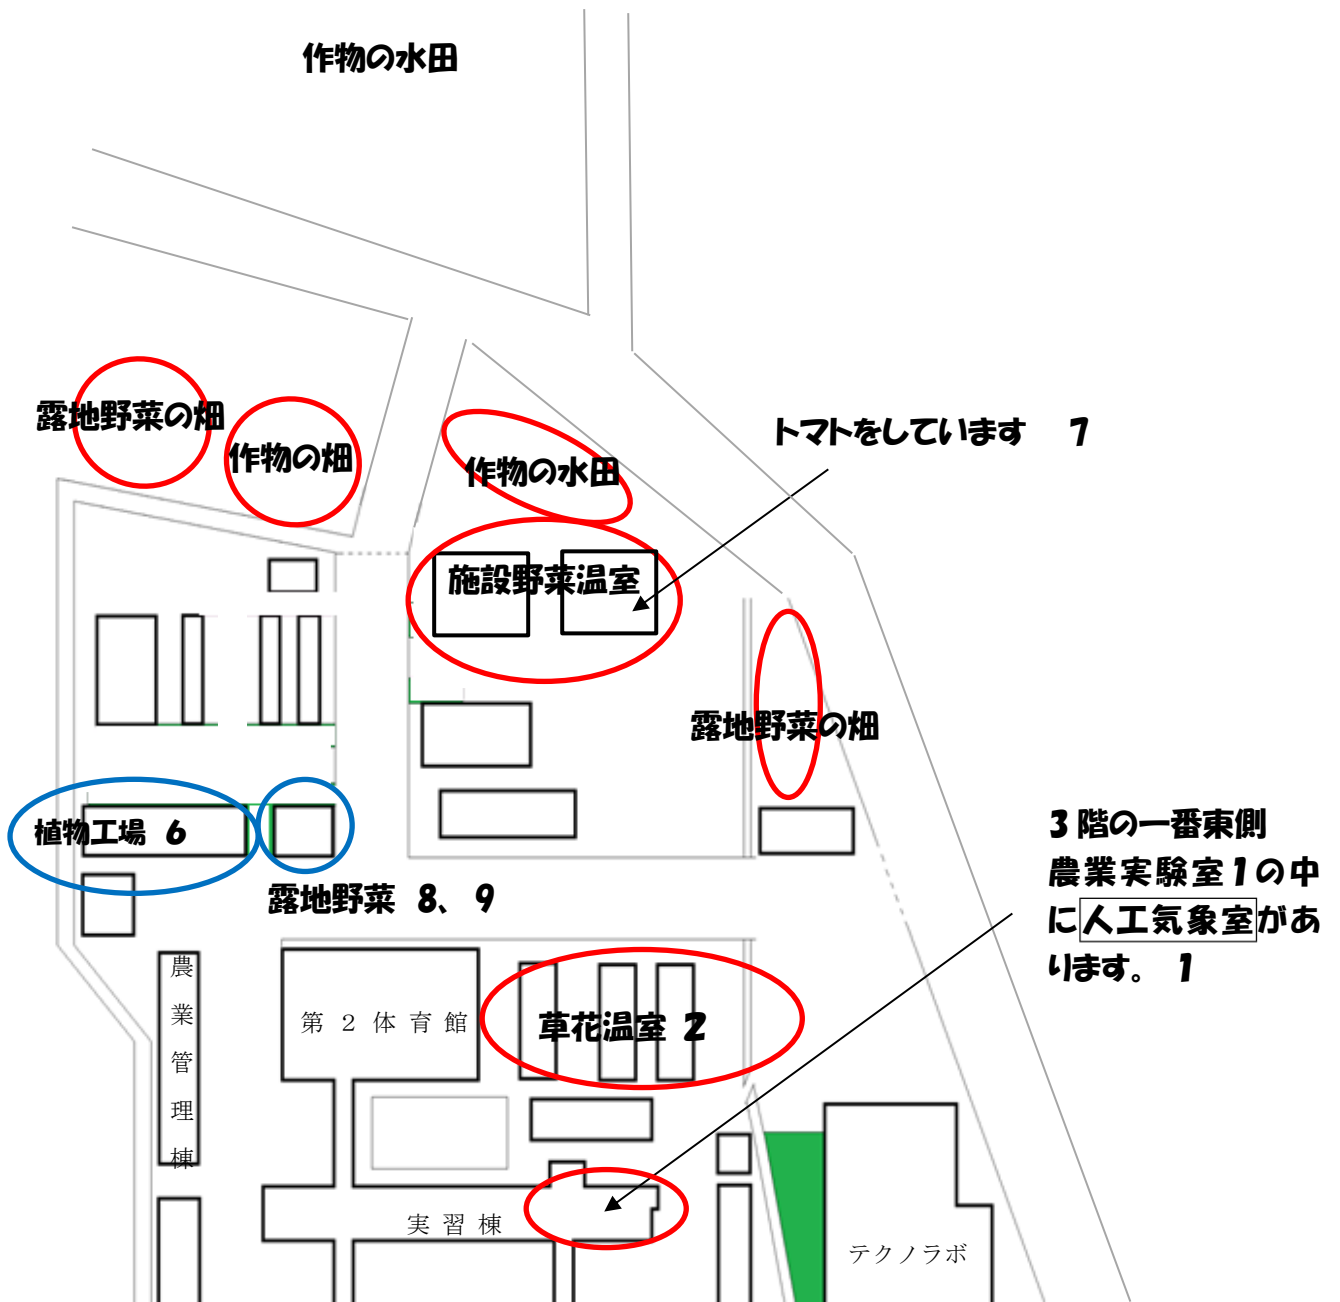 作物の水田
露地野菜の畑
作物の畑
作物の水田
トマトをしています 7
施設野菜温室
露地野菜の畑
植物工場 6
露地野菜 8、9
3階の一番東側
農業実験室1の中
に人工気象室があ
ります。 1
農業管理棟
第2体育館
草花温室 2
実習棟
テクノラボ